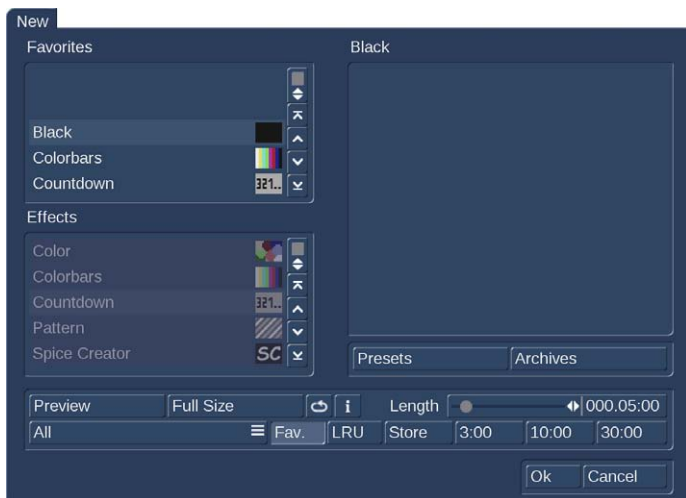 New
Favorites
Black
Black
Colorbars
Countdown
321..
Effects
Color
Colorbars
Countdown
321..
Pattern
Spice Creator
SC
Presets
Archives
Preview
Full Size
i
Length
000.05:00
All
Fav.
LRU
Store
3:00
10:00
30:00
Ok
Cancel